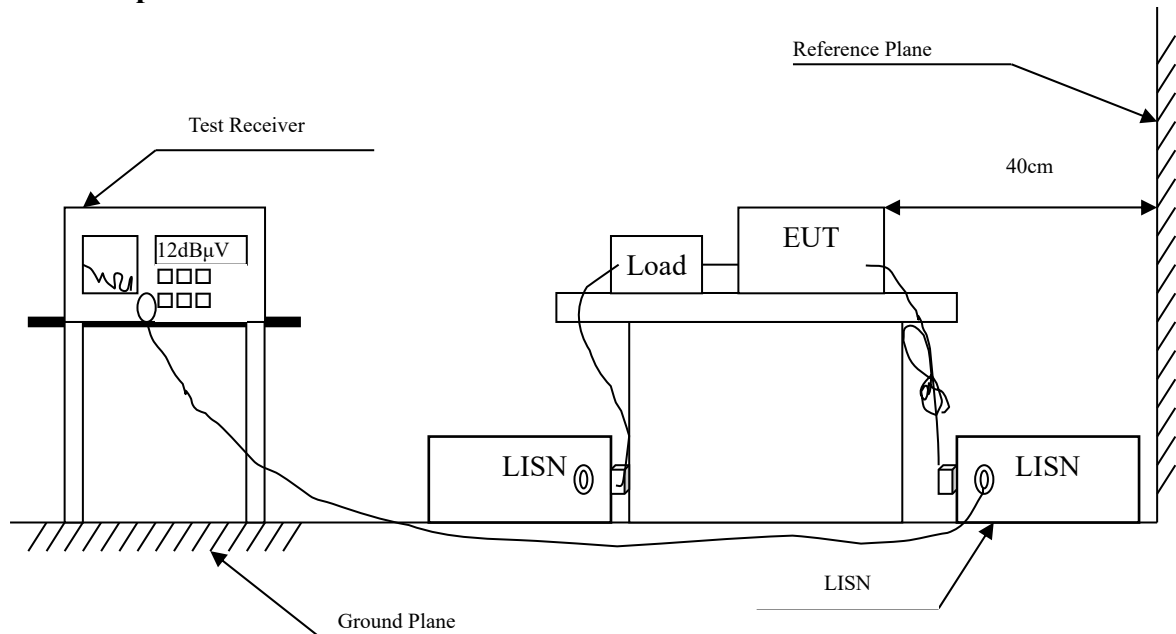 Reference Plane
Test Receiver
40cm
12dBμV
EUT
Load
LISN
LISN
LISN
Ground Plane